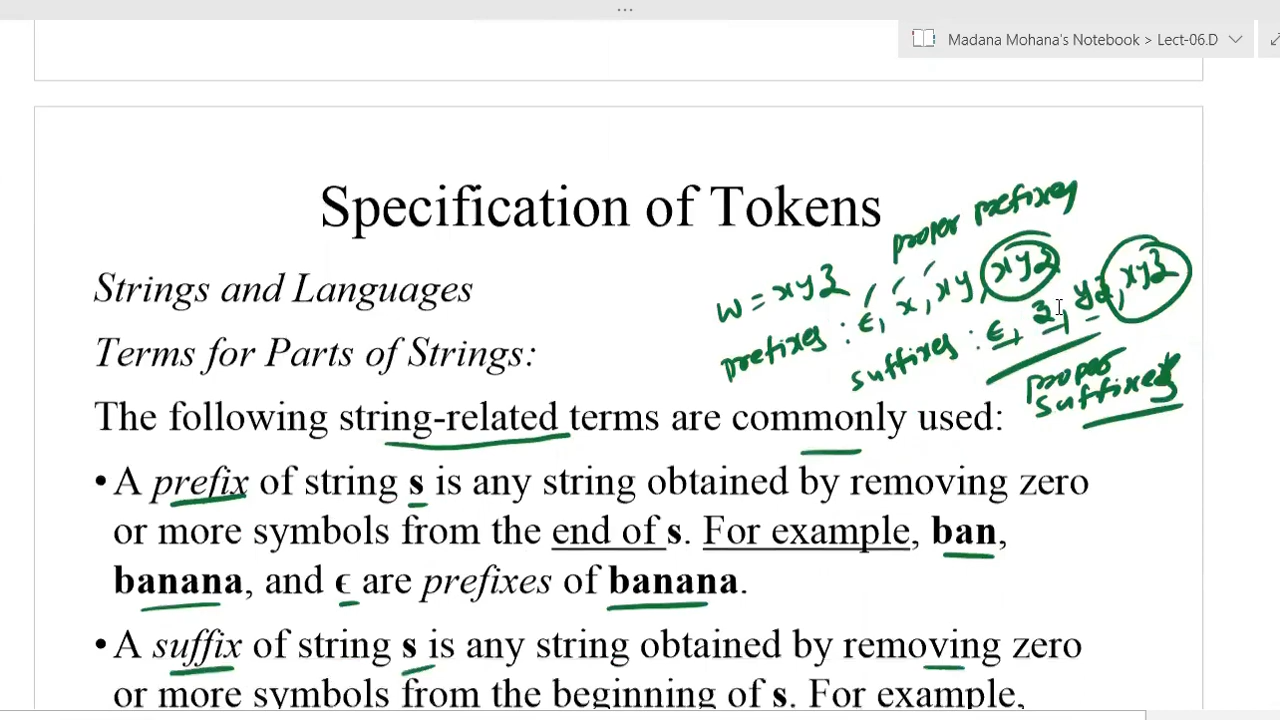 Madana Mohana's Notebook > Lect-06.D
Specification of Tokens
proper prefixes
w = xyz
prefixes : ϵ, x, xy, xyz
suffixes : ϵ, z, yz, xyz
proper suffixes
Strings and Languages
Terms for Parts of Strings:
The following string-related terms are commonly used:
•A prefix of string s is any string obtained by removing zero
or more symbols from the end of s. For example, ban,
banana, and ϵ are prefixes of banana.
•A suffix of string s is any string obtained by removing zero
or more symbols from the beginning of s. For example,